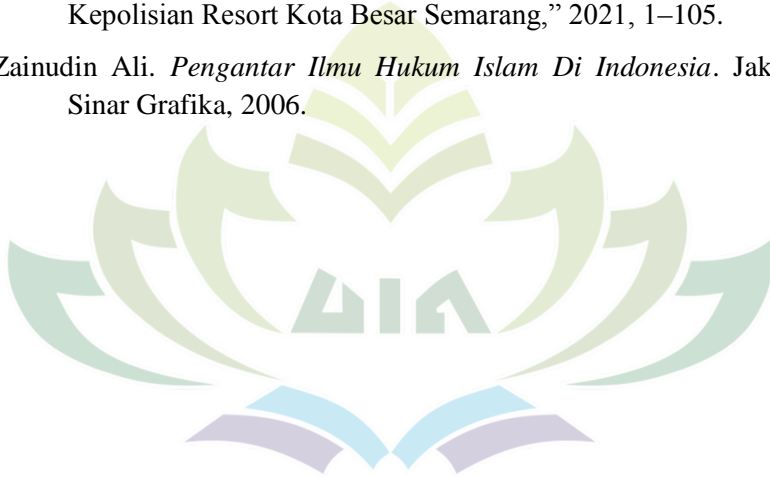 Kepolisian Resort Kota Besar Semarang,” 2021, 1–105.
Zainudin Ali. Pengantar Ilmu Hukum Islam Di Indonesia. Jak
Sinar Grafika, 2006.
UIN